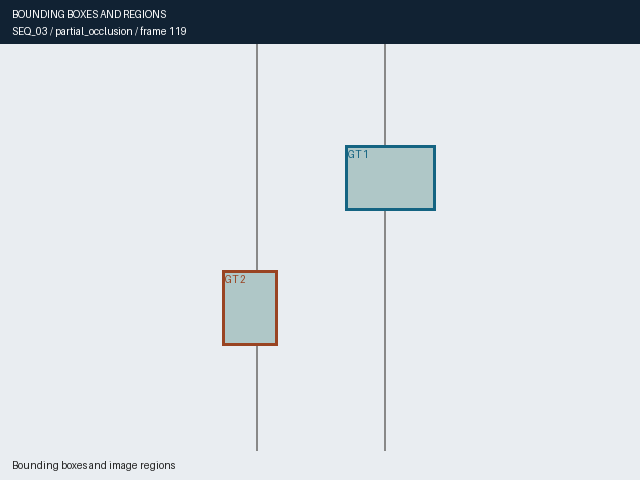 BOUNDING BOXES AND REGIONS
SEQ_03 / partial_occlusion / frame 119
GT1
GT2
Bounding boxes and image regions